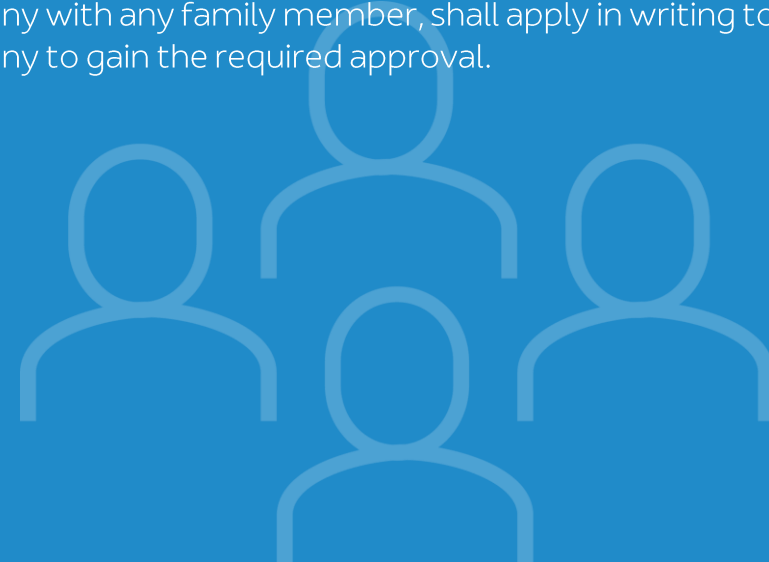 ny with any family member, shall apply in writing to
ny to gain the required approval.